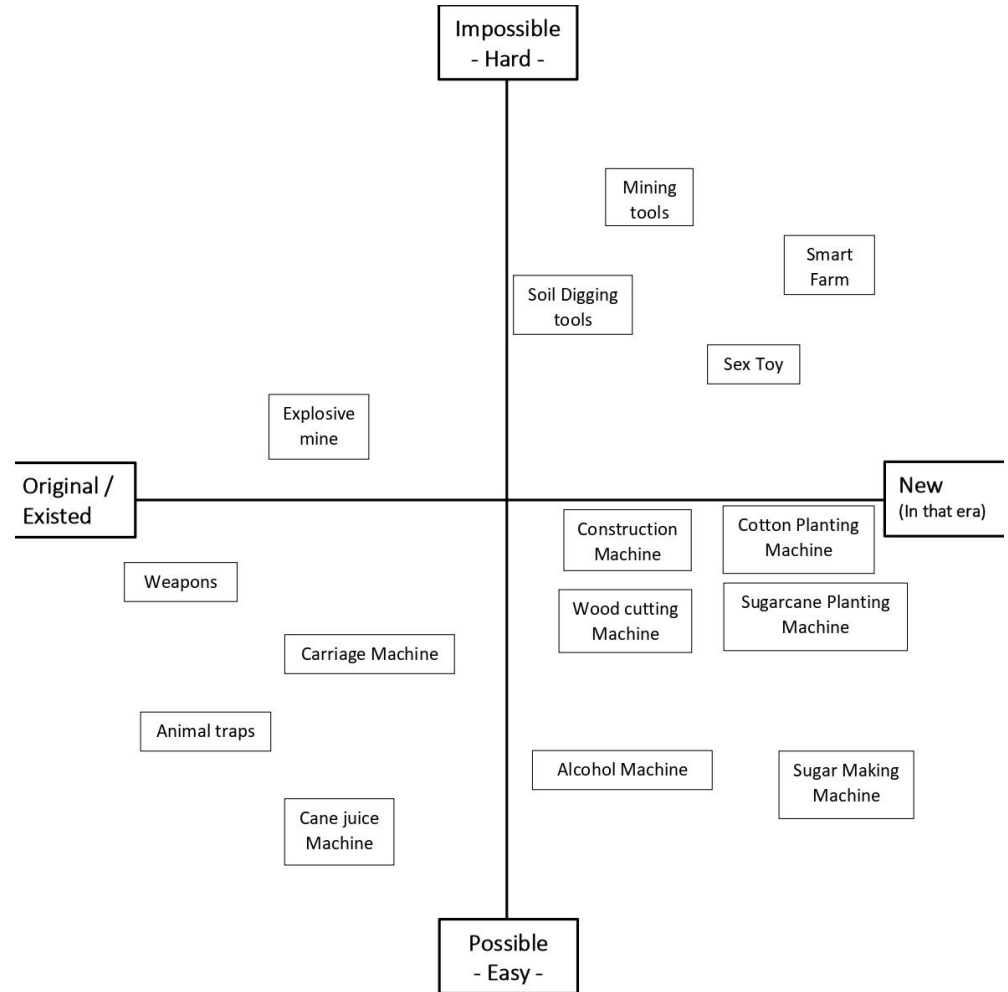 Impossible
- Hard -
Mining
tools
Smart
Farm
Soil Digging
tools
Sex Toy
Explosive
mine
Original /
Existed
New
(In that era)
Construction
Machine
Cotton Planting
Machine
Weapons
Wood cutting
Machine
Sugarcane Planting
Machine
Carriage Machine
Animal traps
Alcohol Machine
Sugar Making
Machine
Cane juice
Machine
Possible
- Easy -